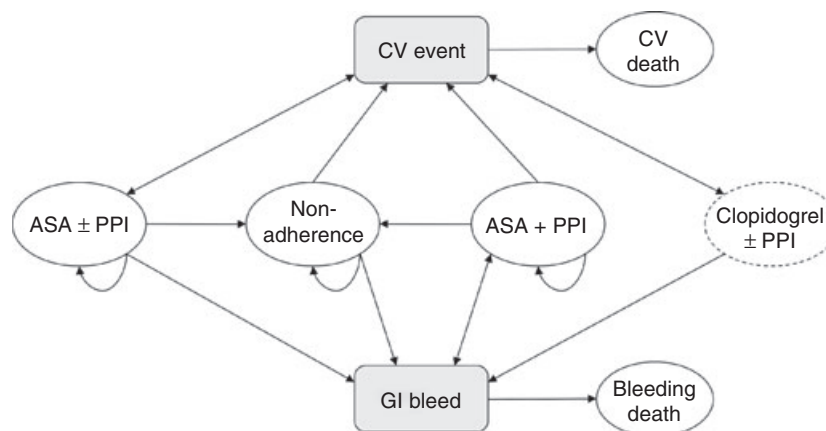 CV event
CV
death
ASA ± PPI
Non-
adherence
ASA + PPI
Clopidogrel
± PPI
GI bleed
Bleeding
death